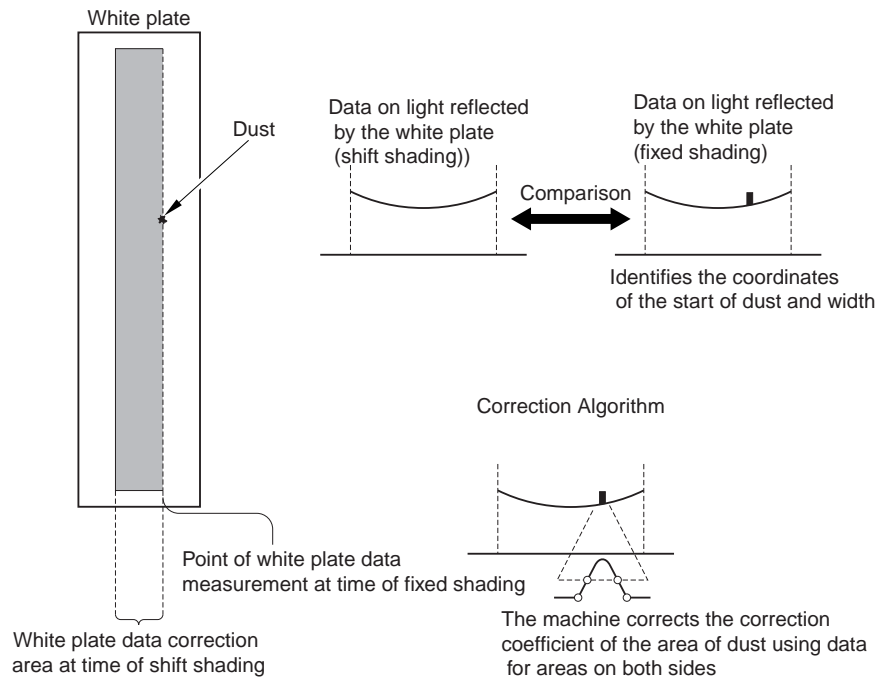 White plate
Dust
Data on light reflected
by the white plate
(shift shading))
Comparison
Data on light reflected
by the white plate
(fixed shading)
Identifies the coordinates
of the start of dust and width
Correction Algorithm
Point of white plate data
measurement at time of fixed shading
The machine corrects the correction
coefficient of the area of dust using data
for areas on both sides
White plate data correction
area at time of shift shading